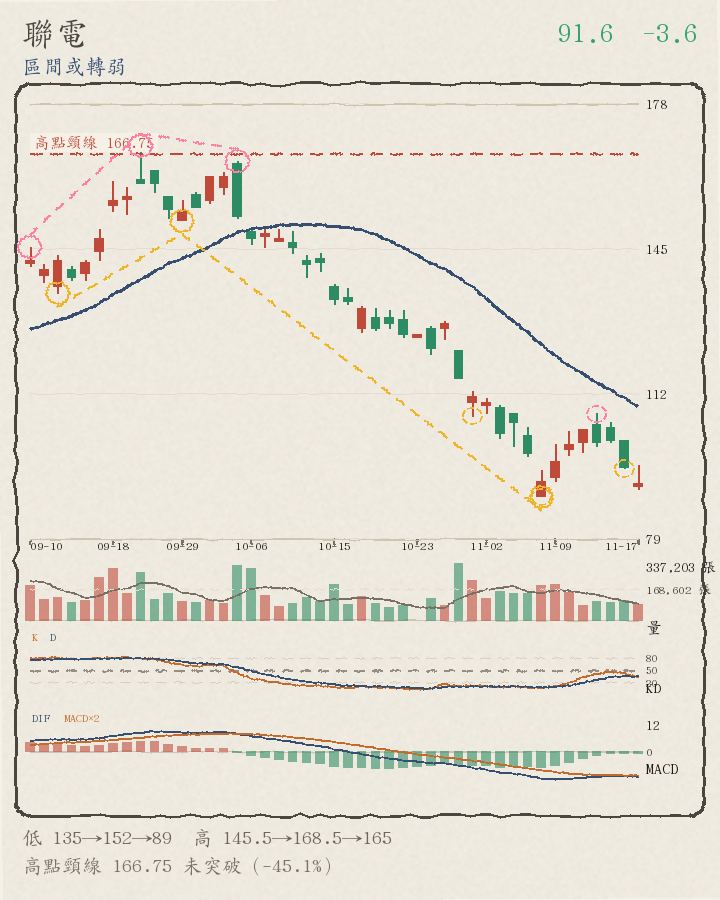 聯電 91.6 -3.6
區間或轉弱
178
高點頸線 166.75
145
112
79
09-10 09-18 09-29 10-06 10-15 10-23 11-02 11-09 11-17
337,203 張
168,602 張
量
K D
80
50
20
KD
DIF MACD×2
12
0
MACD
低 135→152→89 高 145.5→168.5→165
高點頸線 166.75 未突破 (-45.1%)